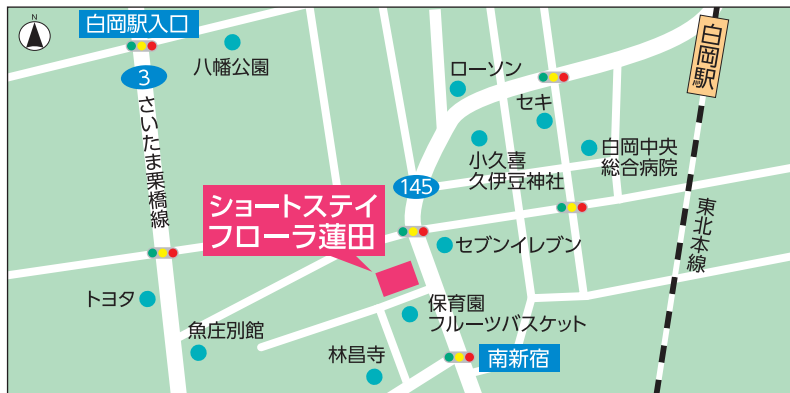 白岡駅入口
八幡公園
3
さいたま栗橋線
ローソン
セキ
白岡駅
小久喜
久伊豆神社
白岡中央
総合病院
145
ショートステイ
フローラ蓮田
セブンイレブン
東北本線
トヨタ
魚庄別館
保育園
フルーツバスケット
林昌寺
南新宿